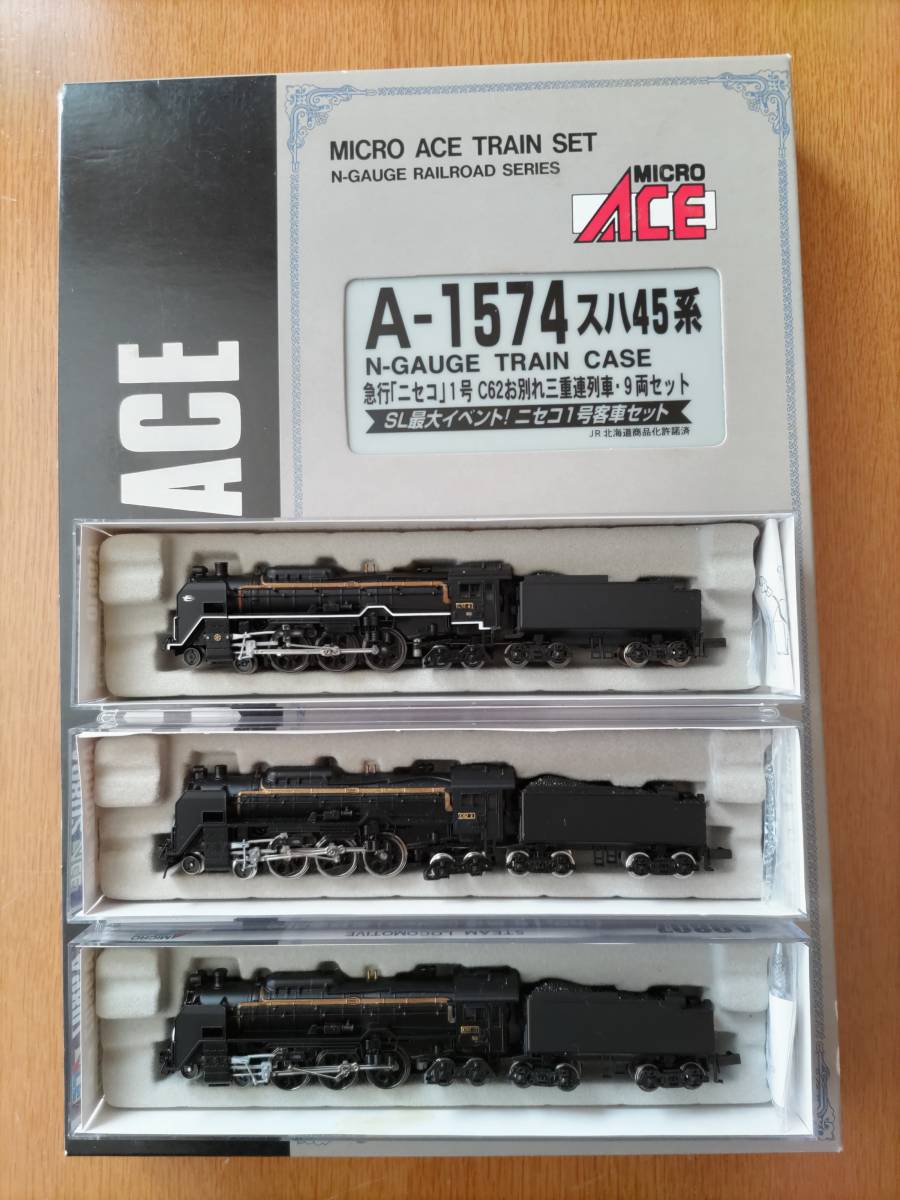 MICRO ACE TRAIN SET
N-GAUGE RAILROAD SERIES
MICRO
ACE
A-1574 スハ45系
N-GAUGE TRAIN CASE
急行「ニセコ」1号 C62お別れ三重連列車・9両セット
SL最大イベント! ニセコ1号客車セット
JR北海道商品化許諾済
ACE
STEAM LOCOMOTIVE
MICRO